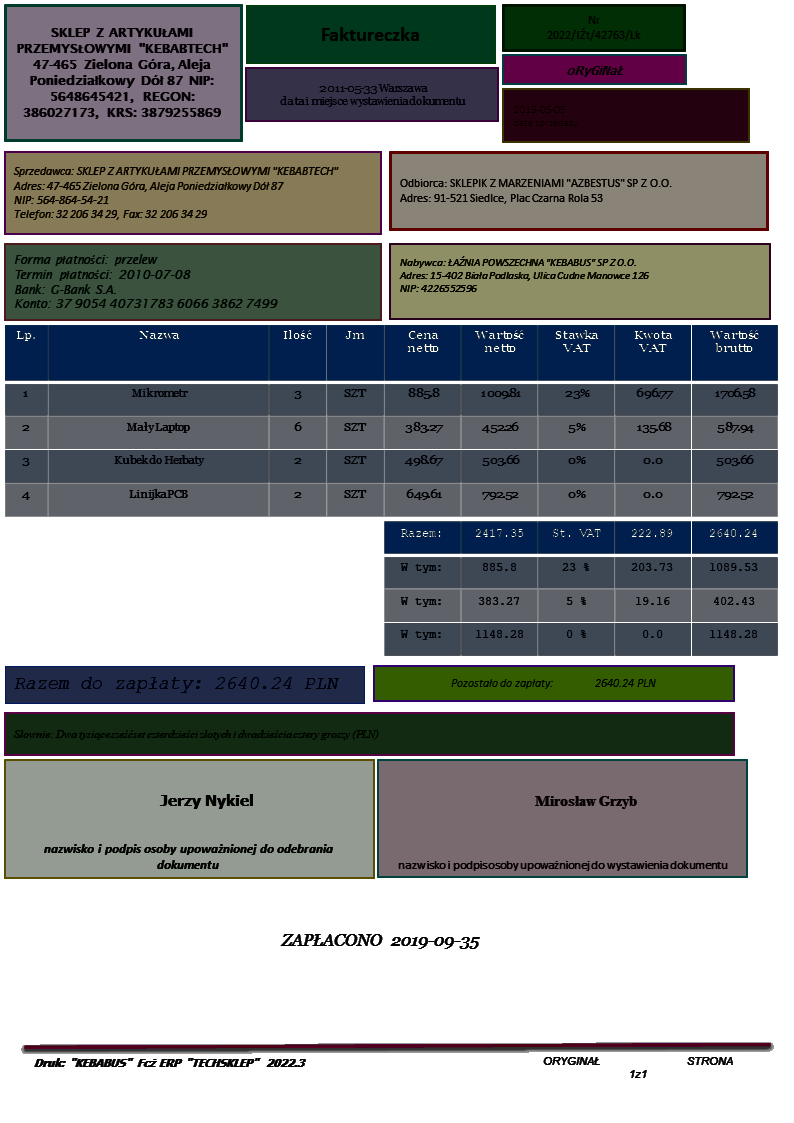 SKLEP Z ARTYKUŁAMI
PRZEMYSŁOWYMI "KEBABTECH"
47-465 Zielona Góra, Aleja
Poniedziałkowy Dół 87 NIP:
5648645421, REGON:
386027173, KRS: 3879255869
Faktureczka
2011-05-33 Warszawa
data i miejsce wystawienia dokumentu
Nr
2022/IŻt/42763/Lk
oRyGiNaŁ
data sprzedaży
Sprzedawca: SKLEP Z ARTYKUŁAMI PRZEMYSŁOWYMI "KEBABTECH"
Adres: 47-465 Zielona Góra, Aleja Poniedziałkowy Dół 87
NIP: 564-864-54-21
Telefon: 32 206 34 29, Fax: 32 206 34 29
Odbiorca: SKLEPIK Z MARZENIAMI "AZBESTUS" SP Z O.O.
Adres: 91-521 Siedlce, Plac Czarna Rola 53
Forma płatności: przelew
Termin płatności: 2010-07-08
Bank: G-Bank S.A.
Konto: 37 9054 40731783 6066 3862 7499
Nabywca: ŁAŹNIA POWSZECHNA "KEBABUS" SP Z O.O.
Adres: 15-402 Biała Podlaska, Ulica Cudne Manowce 126
NIP: 4226552596
Lp. Nazwa Ilość Jm Cena netto Wartość netto Stawka VAT Kwota VAT Wartość brutto
1 Mikrometr 3 SZT 885.8 1009.81 23% 696.77 1706.58
2 Mały Laptop 6 SZT 383.27 452.26 5% 135.68 587.94
3 Kubek do Herbaty 2 SZT 498.67 503.66 0% 0.0 503.66
4 Linijka PCB 2 SZT 649.61 792.52 0% 0.0 792.52
Razem: 2417.35 St. VAT 222.89 2640.24
W tym: 885.8 23 % 203.73 1089.53
W tym: 383.27 5 % 19.16 402.43
W tym: 1148.28 0 % 0.0 1148.28
Razem do zapłaty: 2640.24 PLN
Pozostało do zapłaty: 2640.24 PLN
Słownie: Dwa tysiące sześćset czterdzieści złotych i dwadzieścia cztery groszy (PLN)
Jerzy Nykiel
nazwisko i podpis osoby upoważnionej do odebrania
dokumentu
Mirosław Grzyb
nazwisko i podpis osoby upoważnionej do wystawienia dokumentu
ZAPŁACONO 2019-09-35
Druk: "KEBABUS" Fcż ERP "TECHSKLEP" 2022.3
ORYGINAŁ STRONA
1z1